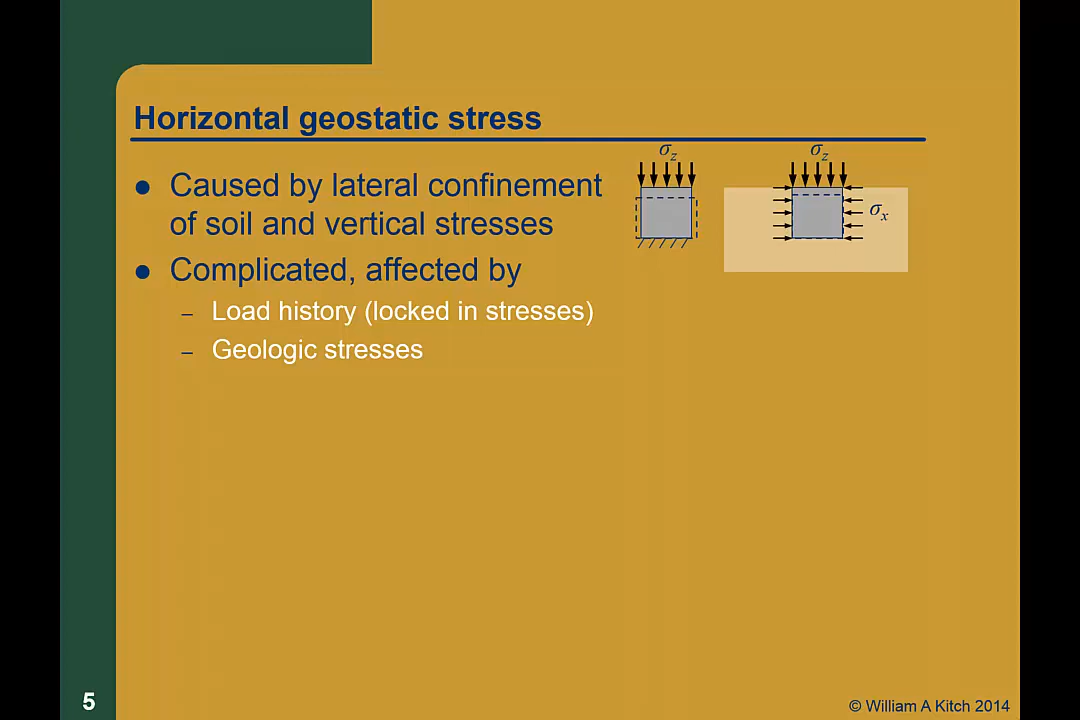 Horizontal geostatic stress
● Caused by lateral confinement
of soil and vertical stresses
● Complicated, affected by
– Load history (locked in stresses)
– Geologic stresses
σz
σz
σx
5
© William A Kitch 2014